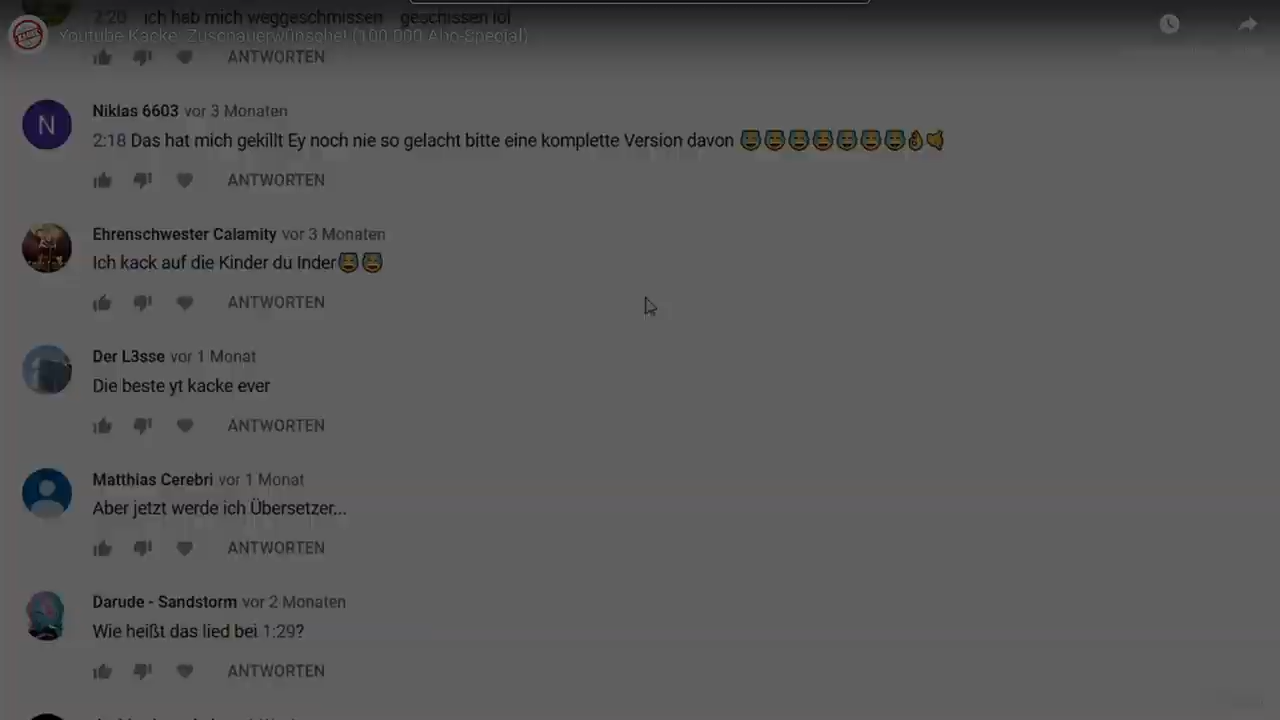 2:20 ich hab mich weggeschmissen geschissen lol
Youtube Kacke: Zuschauerwünsche! (100.000 Abo-Special)
ANTWORTEN
N
Niklas 6603 vor 3 Monaten
2:18 Das hat mich gekillt Ey noch nie so gelacht bitte eine komplette Version davon 😅😅😅😅😅😅😅👌👍
ANTWORTEN
Ehrenschwester Calamity vor 3 Monaten
Ich kack auf die Kinder du Inder😅😅
ANTWORTEN
Der L3sse vor 1 Monat
Die beste yt kacke ever
ANTWORTEN
Matthias Cerebri vor 1 Monat
Aber jetzt werde ich Übersetzer...
ANTWORTEN
Darude - Sandstorm vor 2 Monaten
Wie heißt das lied bei 1:29?
ANTWORTEN